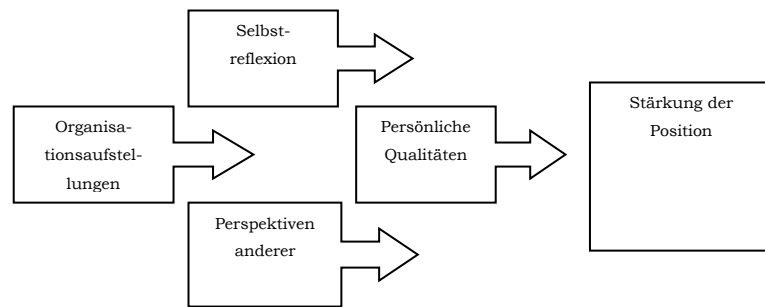 Selbst-
reflexion
Organisa-
tionsaufstel-
lungen
Persönliche
Qualitäten
Stärkung der
Position
Perspektiven
anderer